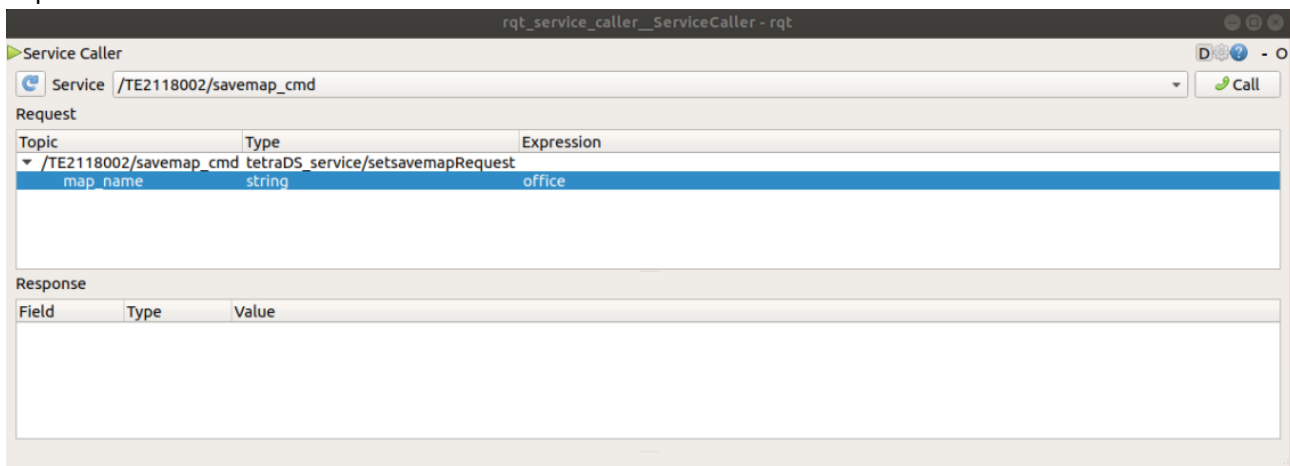 rqt_service_caller__ServiceCaller - rqt
Service Caller D - O
Service /TE2118002/savemap_cmd Call
Request
Topic Type Expression
/TE2118002/savemap_cmd tetraDS_service/setsavemapRequest
map_name string office
Response
Field Type Value